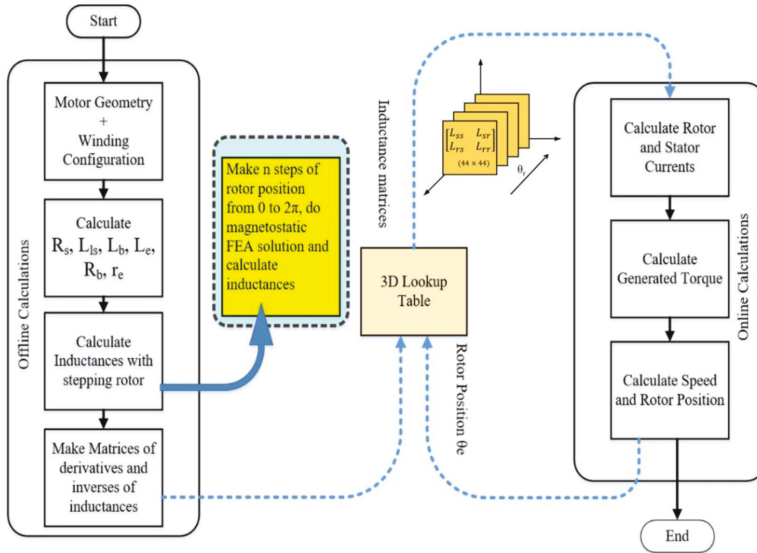 Start
Offline Calculations
Motor Geometry
+
Winding
Configuration
Calculate
Rs, Lls, Lb, Le,
Rb, re
Calculate
Inductances with
stepping rotor
Make Matrices of
derivatives and
inverses of
inductances
Make n steps of
rotor position
from 0 to 2π, do
magnetostatic
FEA solution and
calculate
inductances
Inductance matrices
Lss Lsr
Lrs Lrr
(44 × 44)
θr
3D Lookup
Table
Rotor Position θe
Calculate Rotor
and Stator
Currents
Calculate
Generated Torque
Calculate Speed
and Rotor Position
Online Calculations
End